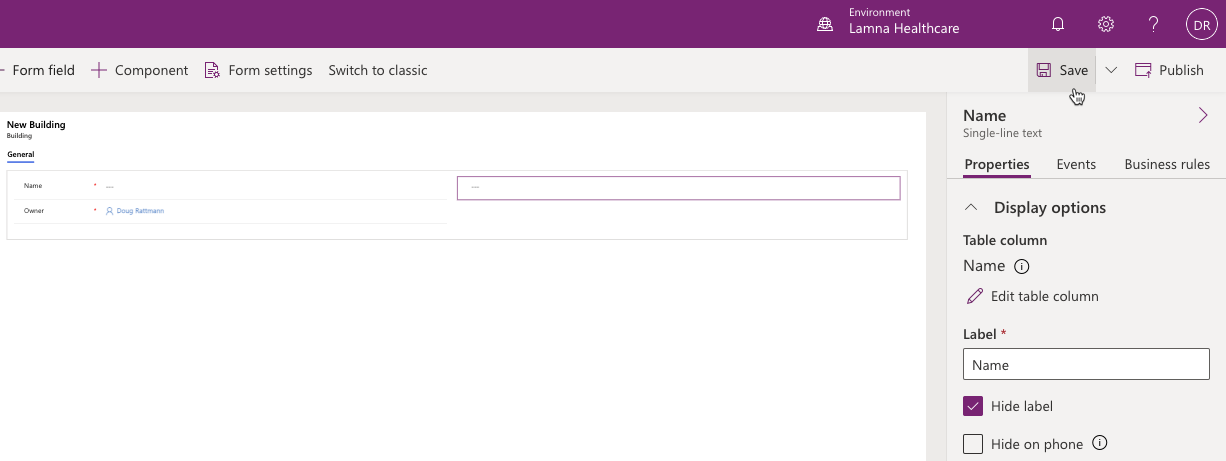 Environment
Lamna Healthcare
DR
Form field
Component
Form settings
Switch to classic
Save
Publish
New Building
Building
General
Name * ---
---
Owner * Doug Rattmann
Name
Single-line text
Properties
Events
Business rules
Display options
Table column
Name
Edit table column
Label *
Name
Hide label
Hide on phone